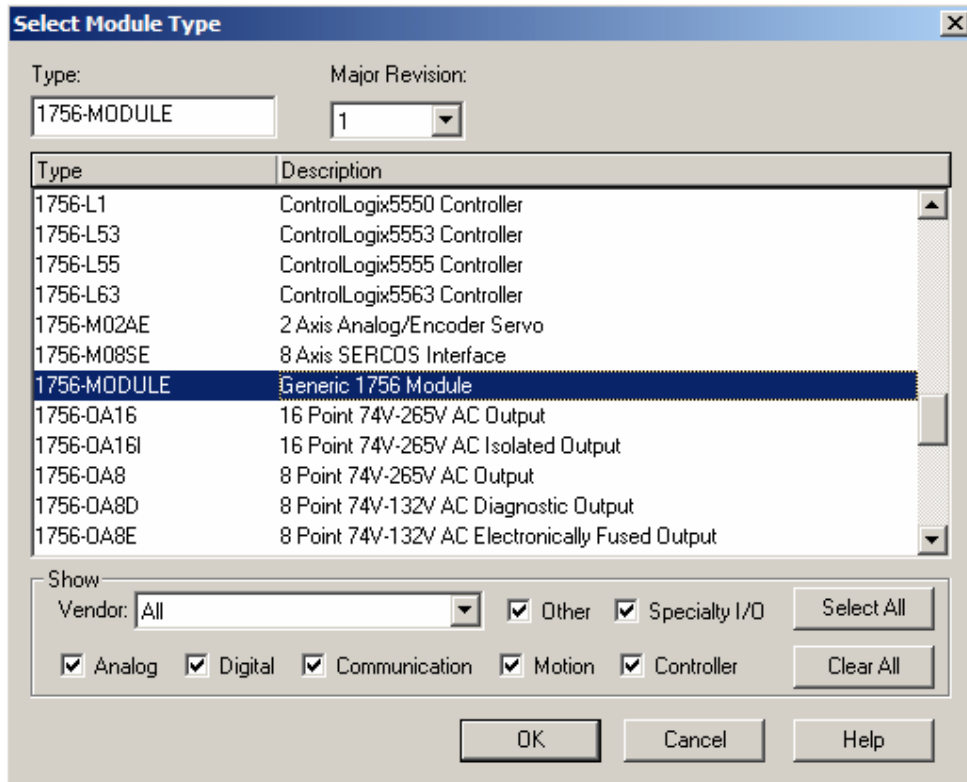 Select Module Type
Type:
Major Revision:
1756-MODULE
1
Type Description
1756-L1 ControlLogix5550 Controller
1756-L53 ControlLogix5553 Controller
1756-L55 ControlLogix5555 Controller
1756-L63 ControlLogix5563 Controller
1756-M02AE 2 Axis Analog/Encoder Servo
1756-M08SE 8 Axis SERCOS Interface
1756-MODULE Generic 1756 Module
1756-OA16 16 Point 74V-265V AC Output
1756-OA16I 16 Point 74V-265V AC Isolated Output
1756-OA8 8 Point 74V-265V AC Output
1756-OA8D 8 Point 74V-132V AC Diagnostic Output
1756-OA8E 8 Point 74V-132V AC Electronically Fused Output
Show
Vendor: All Other Specialty I/O Select All
Analog Digital Communication Motion Controller Clear All
OK Cancel Help